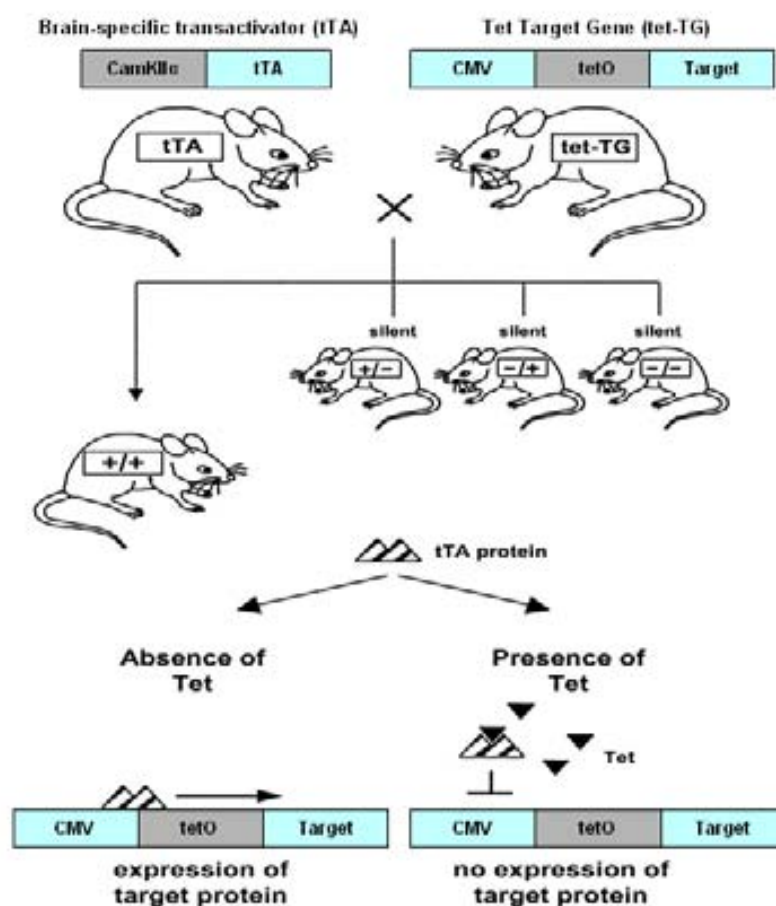 Brain-specific transactivator (tTA)
Tet Target Gene (tet-TG)
CamKIIα tTA
CMV tetO Target
tTA
tet-TG
silent silent silent
+/- -/+ -/-
+/+
tTA protein
Absence of
Tet
Presence of
Tet
Tet
CMV tetO Target
CMV tetO Target
expression of
target protein
no expression of
target protein